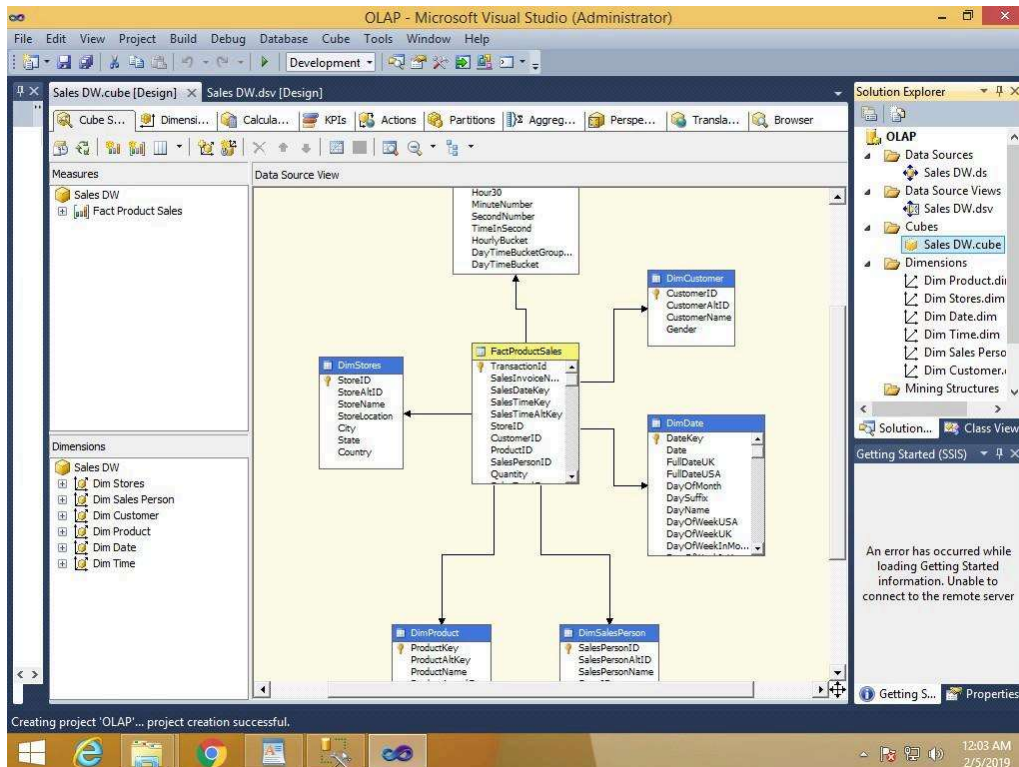 OLAP - Microsoft Visual Studio (Administrator)
File Edit View Project Build Debug Database Cube Tools Window Help
Development
Sales DW.cube [Design] Sales DW.dsv [Design]
Cube S... Dimensi... Calcula... KPIs Actions Partitions Aggreg... Perspe... Transla... Browser
Measures
Sales DW
Fact Product Sales
Dimensions
Sales DW
Dim Stores
Dim Sales Person
Dim Customer
Dim Product
Dim Date
Dim Time
Data Source View
Hour30
MinuteNumber
SecondNumber
TimeInSecond
HourlyBucket
DayTimeBucketGroup...
DayTimeBucket
DimCustomer
CustomerID
CustomerAltID
CustomerName
Gender
FactProductSales
TransactionId
SalesInvoiceN...
SalesDateKey
SalesTimeKey
SalesTimeAltKey
StoreID
CustomerID
ProductID
SalesPersonID
Quantity
DimStores
StoreID
StoreAltID
StoreName
StoreLocation
City
State
Country
DimDate
DateKey
Date
FullDateUK
FullDateUSA
DayOfMonth
DaySuffix
DayName
DayOfWeekUSA
DayOfWeekUK
DayOfWeekInMo...
DimProduct
ProductKey
ProductAltKey
ProductName
DimSalesPerson
SalesPersonID
SalesPersonAltID
SalesPersonName
Solution Explorer
OLAP
Data Sources
Sales DW.ds
Data Source Views
Sales DW.dsv
Cubes
Sales DW.cube
Dimensions
Dim Product.di
Dim Stores.dim
Dim Date.dim
Dim Time.dim
Dim Sales Perso
Dim Customer.
Mining Structures
Solution... Class View
Getting Started (SSIS)
An error has occurred while
loading Getting Started
information. Unable to
connect to the remote server
Getting S... Properties
Creating project 'OLAP'... project creation successful.
12:03 AM
2/5/2019